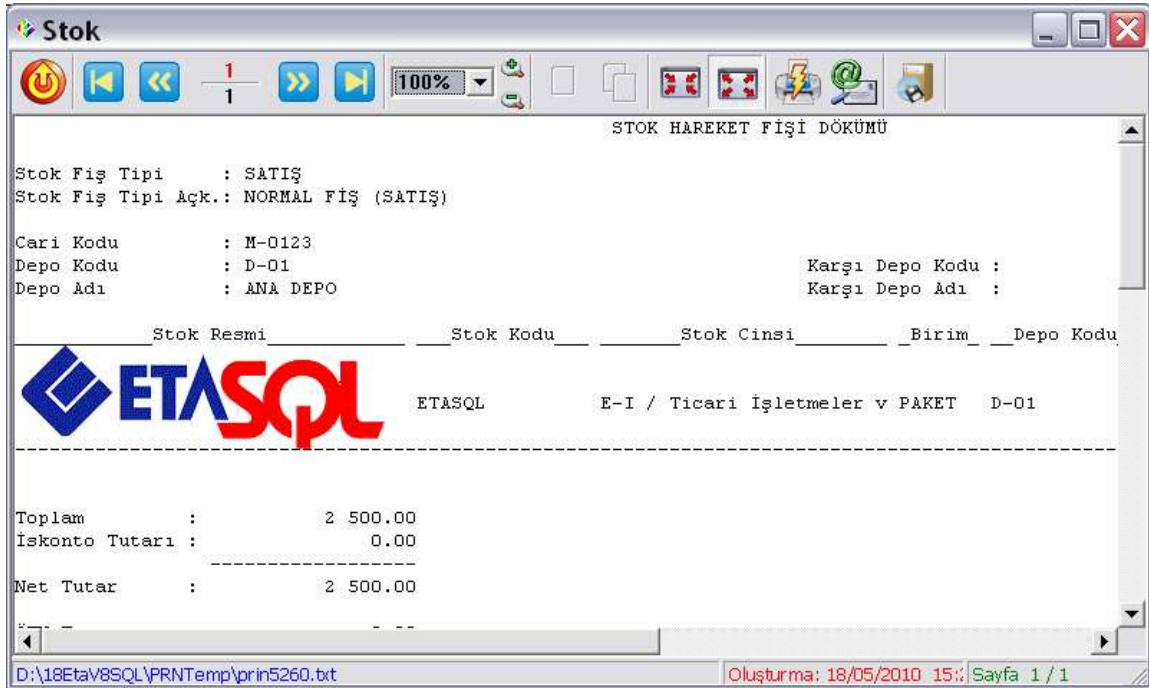 Stok
1
1
100%
STOK HAREKET FİŞİ DÖKÜMÜ
Stok Fiş Tipi : SATIŞ
Stok Fiş Tipi Açk.: NORMAL FİŞ (SATIŞ)
Cari Kodu : M-0123
Depo Kodu : D-01 Karşı Depo Kodu :
Depo Adı : ANA DEPO Karşı Depo Adı :
Stok Resmi Stok Kodu Stok Cinsi Birim Depo Kodu
ETASQL ETASQL E-I / Ticari İşletmeler v PAKET D-01
Toplam : 2 500.00
İskonto Tutarı : 0.00
Net Tutar : 2 500.00
D:\18EtaV8SQL\PRNTemp\prin5260.txt Oluşturma: 18/05/2010 15: Sayfa 1 / 1